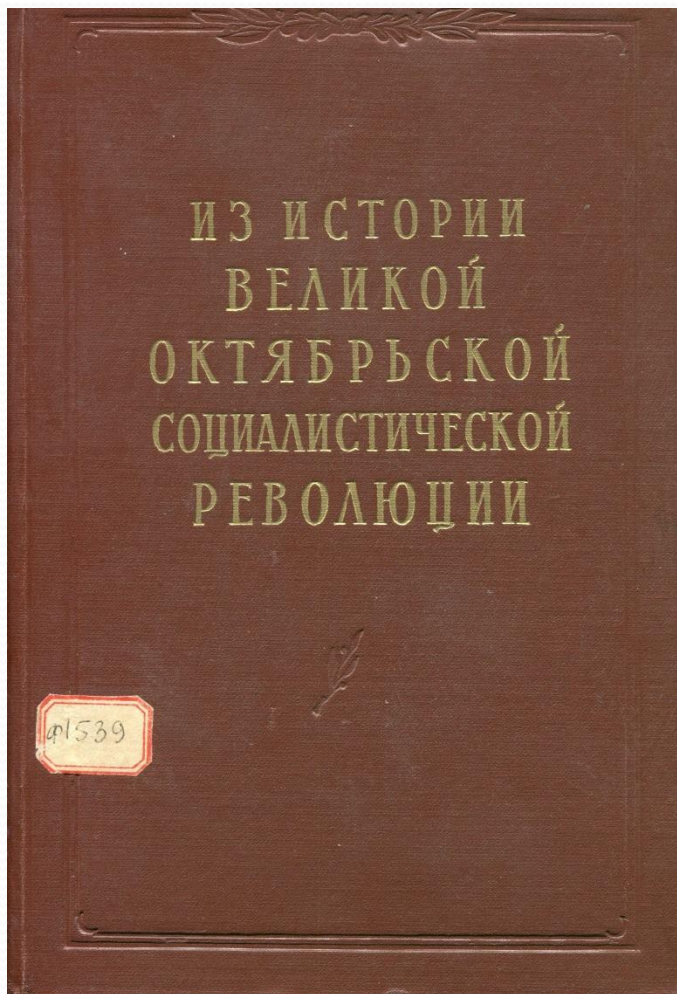 ИЗ ИСТОРИИ
ВЕЛИКОЙ
ОКТЯБРЬСКОЙ
СОЦИАЛИСТИЧЕСКОЙ
РЕВОЛЮЦИИ
Ф1539